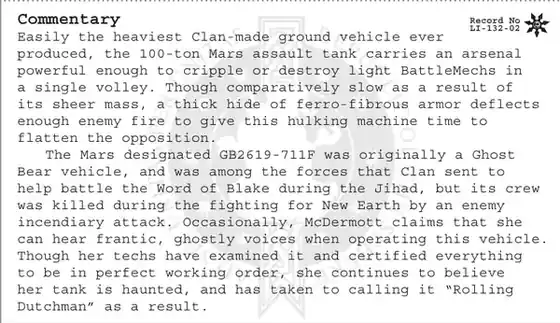 Commentary
Record No
LI-132-02
Easily the heaviest Clan-made ground vehicle ever
produced, the 100-ton Mars assault tank carries an arsenal
powerful enough to cripple or destroy light BattleMechs in
a single volley. Though comparatively slow as a result of
its sheer mass, a thick hide of ferro-fibrous armor deflects
enough enemy fire to give this hulking machine time to
flatten the opposition.
The Mars designated GB2619-711F was originally a Ghost
Bear vehicle, and was among the forces that Clan sent to
help battle the Word of Blake during the Jihad, but its crew
was killed during the fighting for New Earth by an enemy
incendiary attack. Occasionally, McDermott claims that she
can hear frantic, ghostly voices when operating this vehicle.
Though her techs have examined it and certified everything
to be in perfect working order, she continues to believe
her tank is haunted, and has taken to calling it “Rolling
Dutchman” as a result.